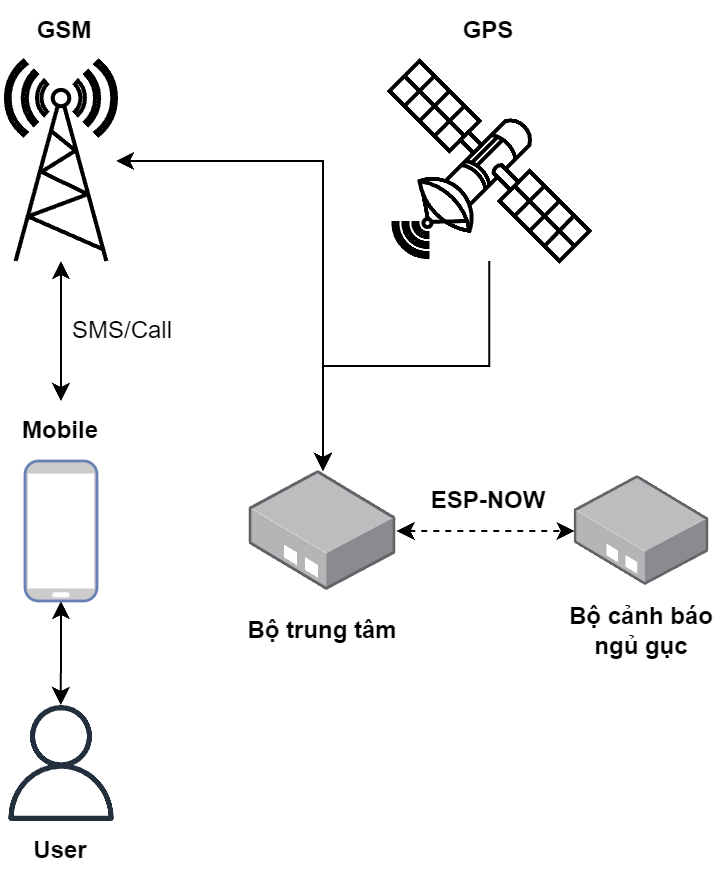 GSM
GPS
SMS/Call
Mobile
ESP-NOW
Bộ trung tâm
Bộ cảnh báo
ngủ gục
User